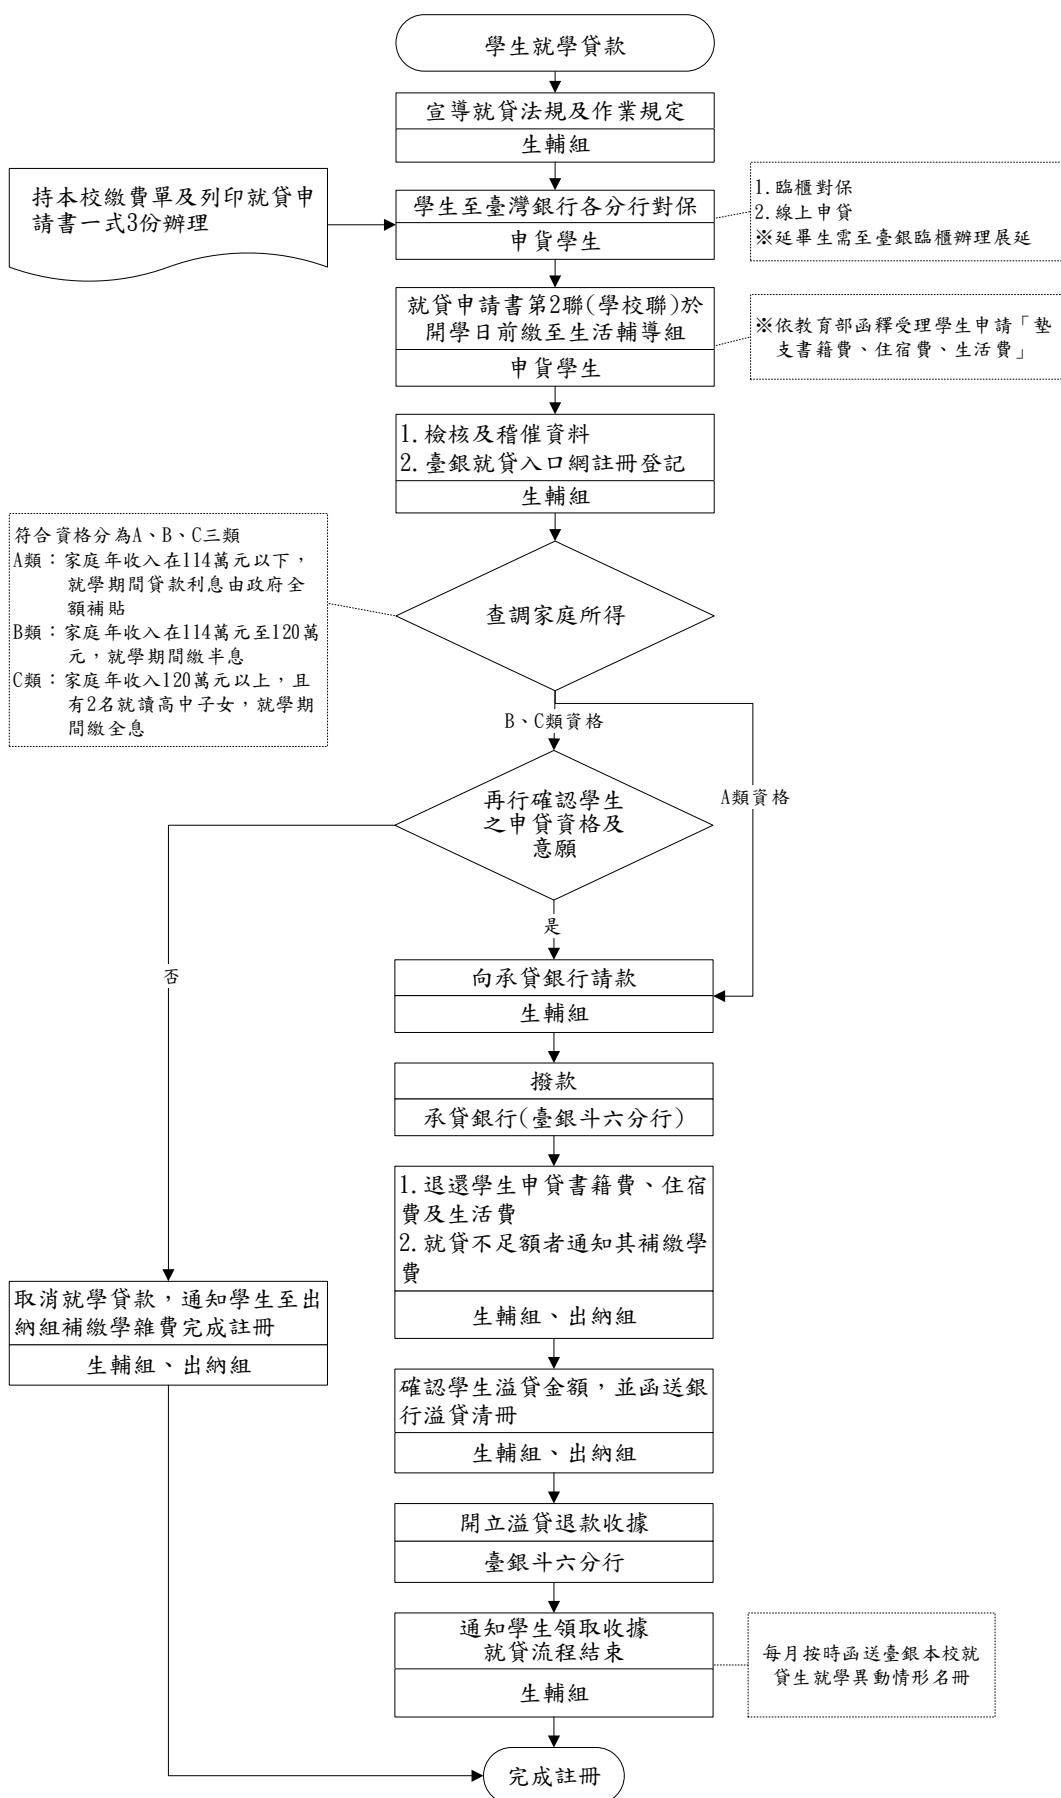 學生就學貸款
宣導就貸法規及作業規定
生輔組
持本校繳費單及列印就貸申
請書一式3份辦理
學生至臺灣銀行各分行對保
申貸學生
1.臨櫃對保
2.線上申貸
※延畢生需至臺銀臨櫃辦理展延
就貸申請書第2聯(學校聯)於
開學日前繳至生活輔導組
申貸學生
※依教育部函釋受理學生申請「墊
支書籍費、住宿費、生活費」
1.檢核及稽催資料
2.臺銀就貸入口網註冊登記
生輔組
符合資格分為A、B、C三類
A類：家庭年收入在114萬元以下，
就學期間貸款利息由政府全
額補貼
B類：家庭年收入在114萬元至120萬
元，就學期間繳半息
C類：家庭年收入120萬元以上，且
有2名就讀高中子女，就學期
間繳全息
查調家庭所得
B、C類資格
A類資格
再行確認學生
之申貸資格及
意願
是
否
向承貸銀行請款
生輔組
撥款
承貸銀行(臺銀斗六分行)
1.退還學生申貸書籍費、住宿
費及生活費
2.就貸不足額者通知其補繳學
費
生輔組、出納組
取消就學貸款，通知學生至出
納組補繳學雜費完成註冊
生輔組、出納組
確認學生溢貸金額，並函送銀
行溢貸清冊
生輔組、出納組
開立溢貸退款收據
臺銀斗六分行
通知學生領取收據
就貸流程結束
生輔組
每月按時函送臺銀本校就
貸生就學異動情形名冊
完成註冊